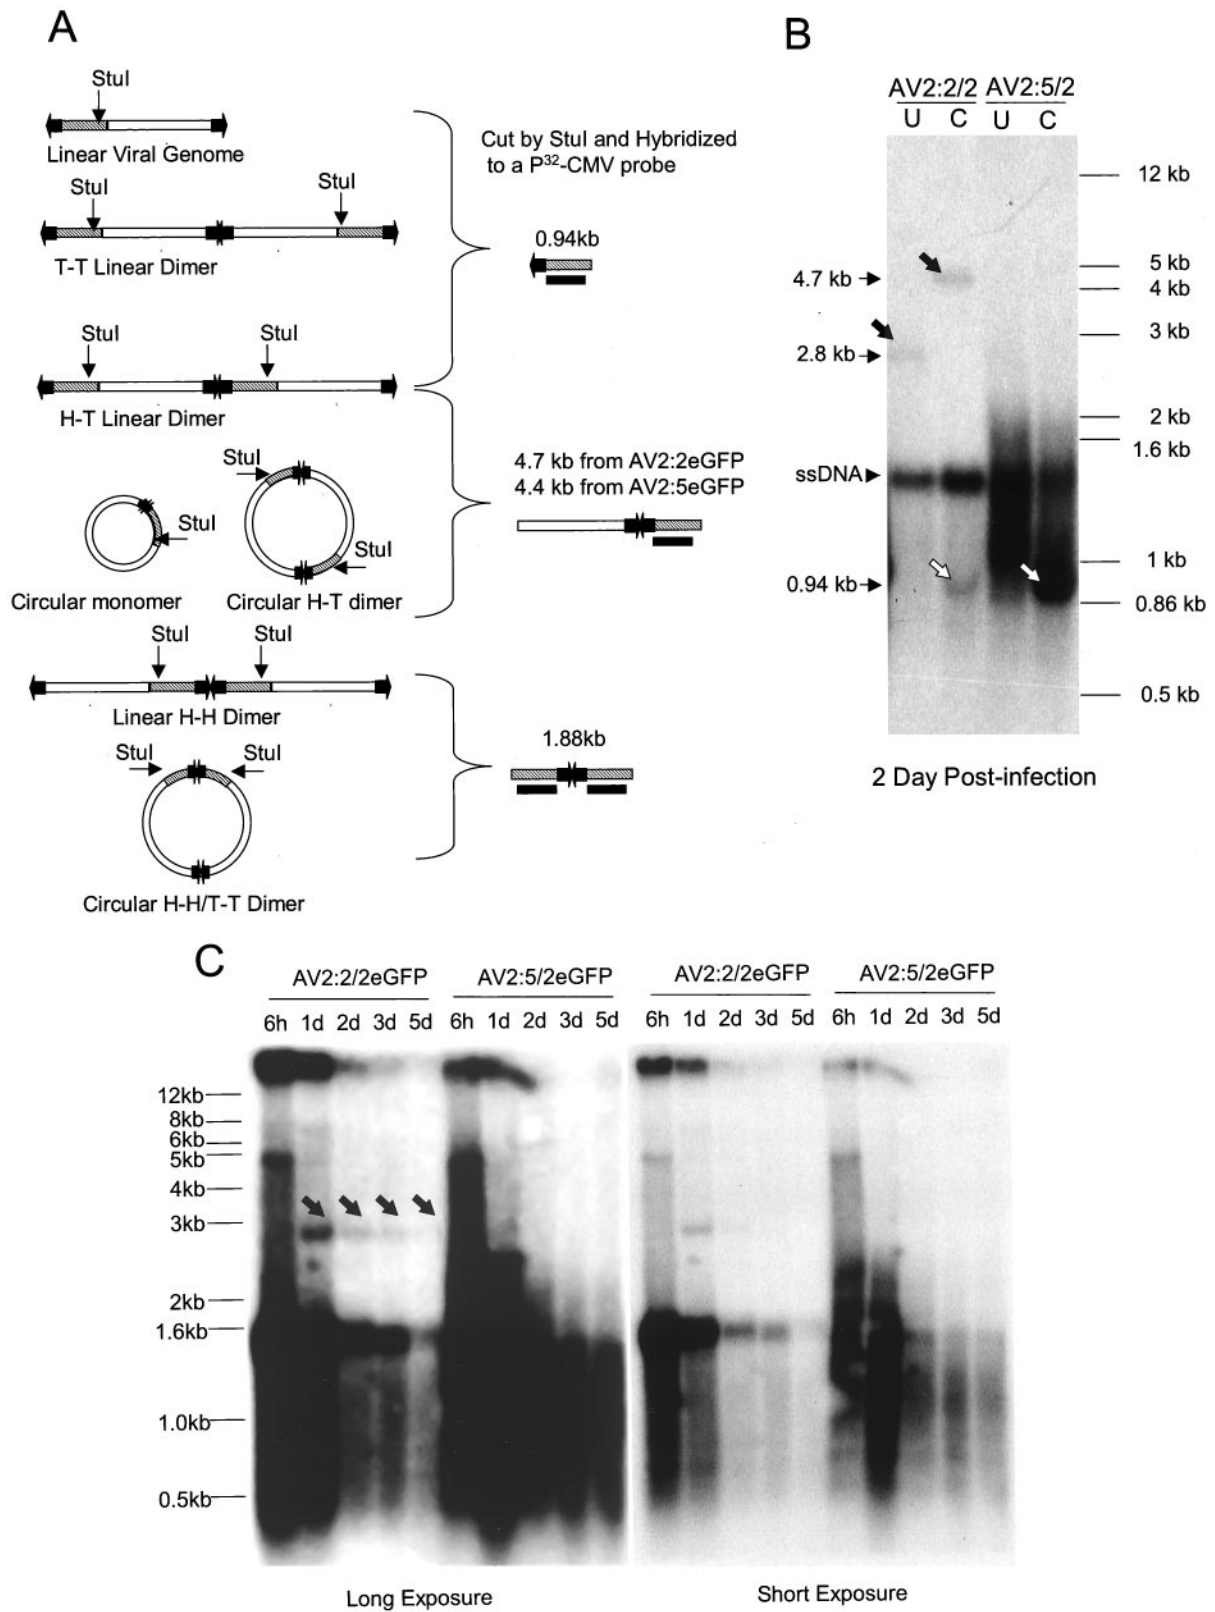 A
StuI
Linear Viral Genome
StuI
StuI
T-T Linear Dimer
StuI
StuI
H-T Linear Dimer
StuI
StuI
StuI
Circular monomer
Circular H-T dimer
StuI
StuI
Linear H-H Dimer
StuI
StuI
Circular H-H/T-T Dimer
Cut by StuI and Hybridized
to a P32-CMV probe
0.94kb
4.7 kb from AV2:2eGFP
4.4 kb from AV2:5eGFP
1.88kb
B
AV2:2/2 AV2:5/2
U C U C
12 kb
5 kb
4.7 kb
4 kb
3 kb
2.8 kb
2 kb
1.6 kb
ssDNA
1 kb
0.94 kb
0.86 kb
0.5 kb
2 Day Post-infection
C
AV2:2/2eGFP AV2:5/2eGFP AV2:2/2eGFP AV2:5/2eGFP
6h 1d 2d 3d 5d 6h 1d 2d 3d 5d 6h 1d 2d 3d 5d 6h 1d 2d 3d 5d
12kb
8kb
6kb
5kb
4kb
3kb
2kb
1.6kb
1.0kb
0.5kb
Long Exposure
Short Exposure